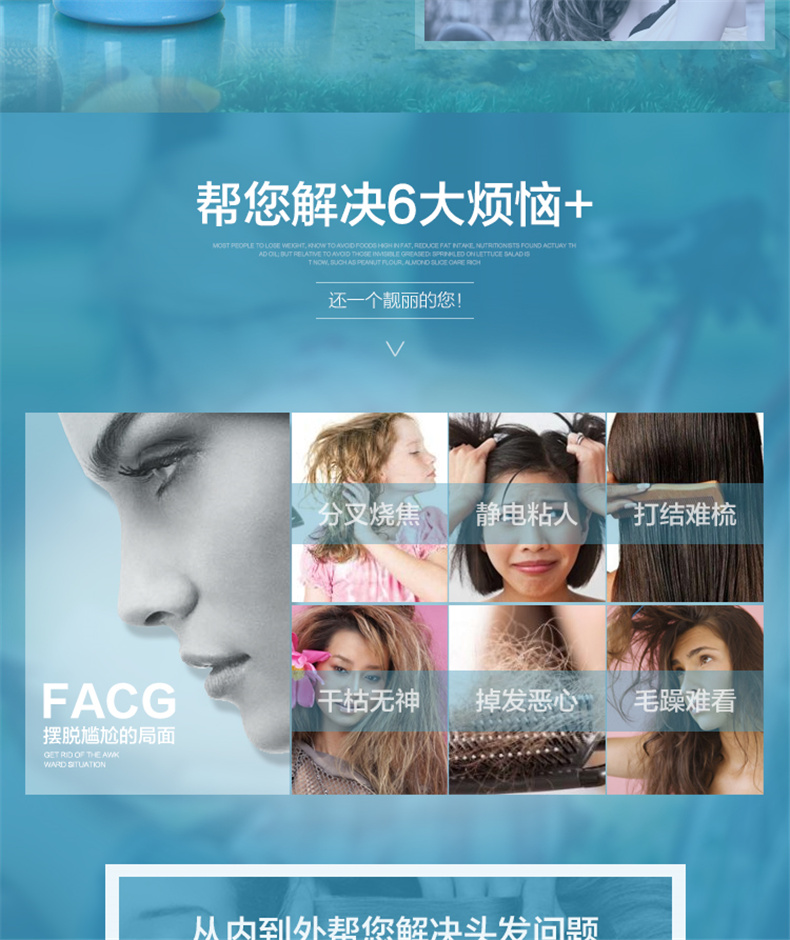 帮您解决6大烦恼+
MOST PEOPLE TO LOSE WEIGHT, KNOW TO AVOID FOODS HIGH IN FAT, REDUCE FAT INTAKE, NUTRITIONISTS FOUND ACTUAY TH
AD OIL; BUT RELATIVE TO AVOID THOSE INVISIBLE GREASED: SPRINKLED ON LETTUCE SALAD IS
T NOW, SUCH AS PEANUT FLOUR, ALMOND SLICE CARE RICH
还一个靓丽的您!
分叉烧焦
静电粘人
打结难梳
干枯无神
掉发恶心
毛躁难看
FACG
摆脱尴尬的局面
GET RID OF THE AWK
WARD SITUATION
从内到外帮您解决头发问题